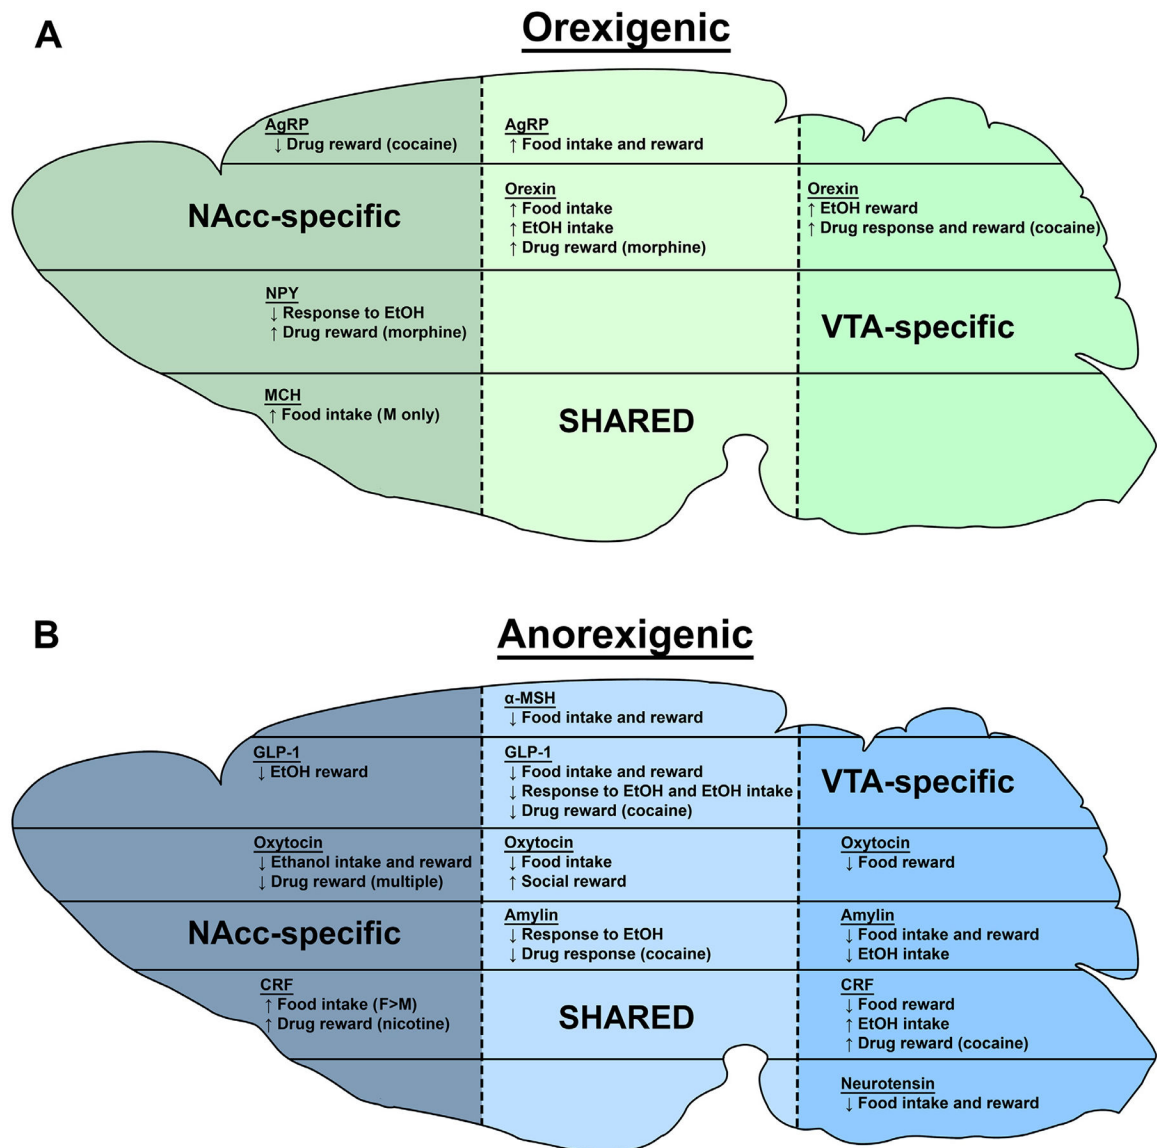 A
Orexigenic
AgRP
↓ Drug reward (cocaine)
AgRP
↑ Food intake and reward
NAcc-specific
Orexin
↑ Food intake
↑ EtOH intake
↑ Drug reward (morphine)
Orexin
↑ EtOH reward
↑ Drug response and reward (cocaine)
NPY
↓ Response to EtOH
↑ Drug reward (morphine)
VTA-specific
MCH
↑ Food intake (M only)
SHARED
B
Anorexigenic
α-MSH
↓ Food intake and reward
GLP-1
↓ EtOH reward
GLP-1
↓ Food intake and reward
↓ Response to EtOH and EtOH intake
↓ Drug reward (cocaine)
VTA-specific
Oxytocin
↓ Ethanol intake and reward
↓ Drug reward (multiple)
Oxytocin
↓ Food intake
↑ Social reward
Oxytocin
↓ Food reward
NAcc-specific
Amylin
↓ Response to EtOH
↓ Drug response (cocaine)
Amylin
↓ Food intake and reward
↓ EtOH intake
CRF
↑ Food intake (F>M)
↑ Drug reward (nicotine)
SHARED
CRF
↓ Food reward
↑ EtOH intake
↑ Drug reward (cocaine)
Neurotensin
↓ Food intake and reward